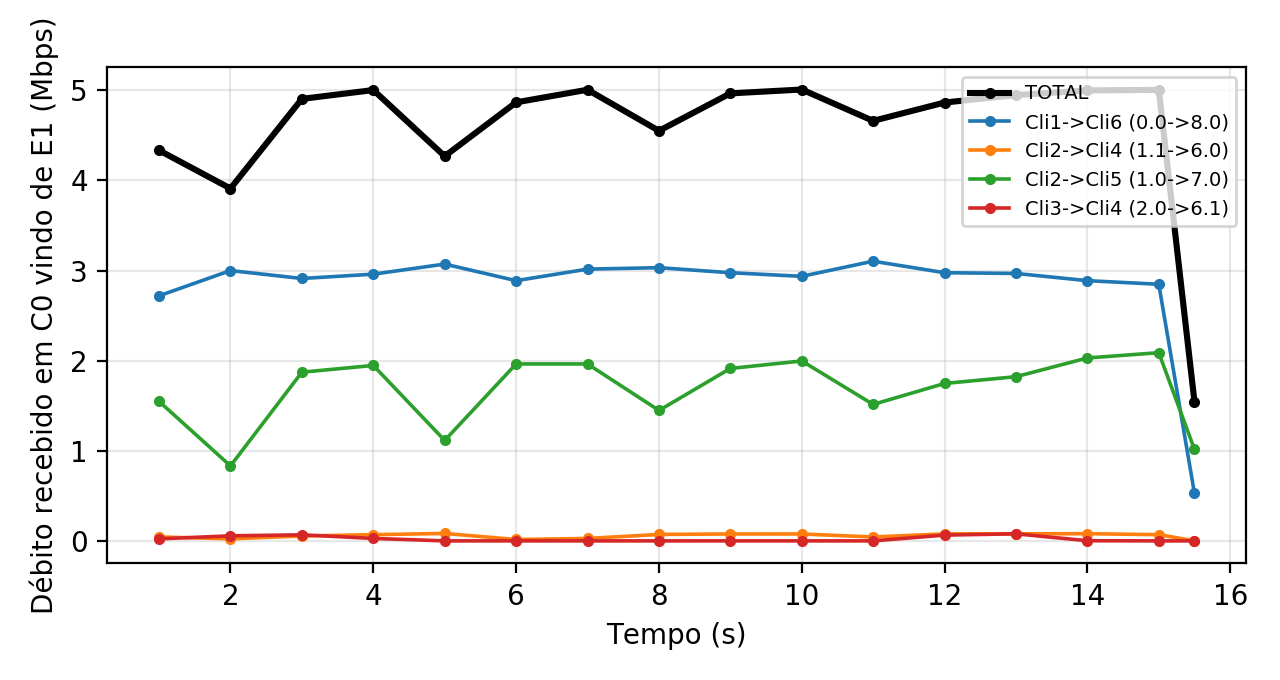 Débito recebido em C0 vindo de E1 (Mbps)
5
4
3
2
1
0
TOTAL
Cli1->Cli6 (0.0->8.0)
Cli2->Cli4 (1.1->6.0)
Cli2->Cli5 (1.0->7.0)
Cli3->Cli4 (2.0->6.1)
2 4 6 8 10 12 14 16
Tempo (s)